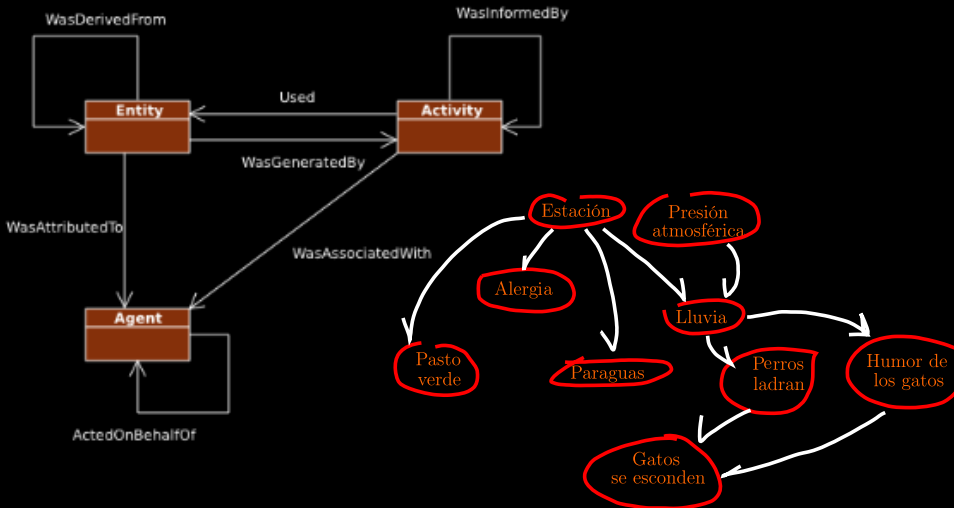 WasDerivedFrom
WasInformedBy
Entity
Used
Activity
WasGeneratedBy
WasAttributedTo
WasAssociatedWith
Agent
ActedOnBehalfOf
Estación
Presión
atmosférica
Alergia
Lluvia
Pasto
verde
Paraguas
Perros
ladran
Humor de
los gatos
Gatos
se esconden